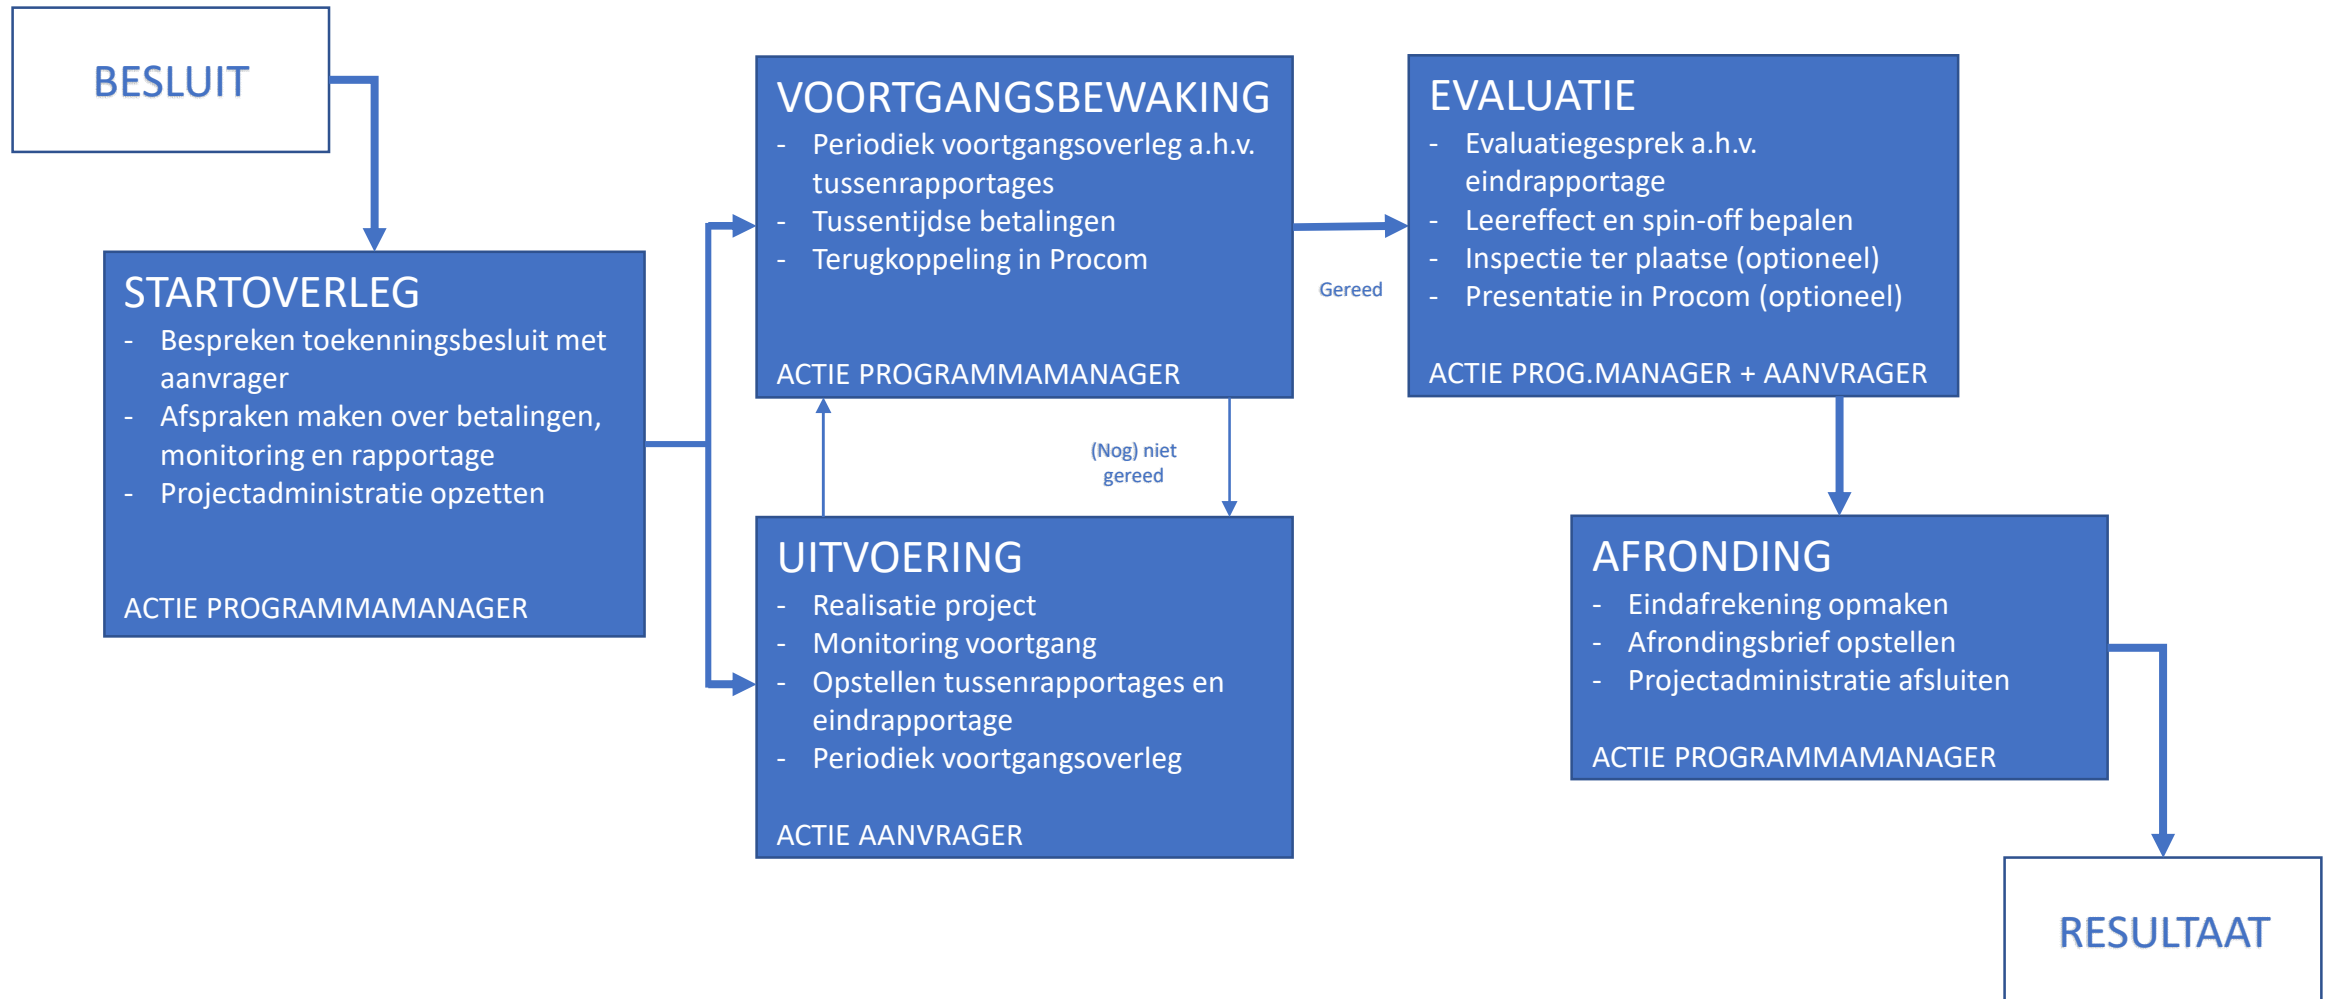 BESLUIT
STARTOVERLEG
- Bespreken toekenningsbesluit met
aanvrager
- Afspraken maken over betalingen,
monitoring en rapportage
- Projectadministratie opzetten
ACTIE PROGRAMMAMANAGER
VOORTGANGSBEWAKING
- Periodiek voortgangsoverleg a.h.v.
tussenrapportages
- Tussentijdse betalingen
- Terugkoppeling in Procom
ACTIE PROGRAMMAMANAGER
(Nog) niet
gereed
UITVOERING
- Realisatie project
- Monitoring voortgang
- Opstellen tussenrapportages en
eindrapportage
- Periodiek voortgangsoverleg
ACTIE AANVRAGER
Gereed
EVALUATIE
- Evaluatiegesprek a.h.v.
eindrapportage
- Leereffect en spin-off bepalen
- Inspectie ter plaatse (optioneel)
- Presentatie in Procom (optioneel)
ACTIE PROG.MANAGER + AANVRAGER
AFRONDING
- Eindafrekening opmaken
- Afrondingsbrief opstellen
- Projectadministratie afsluiten
ACTIE PROGRAMMAMANAGER
RESULTAAT